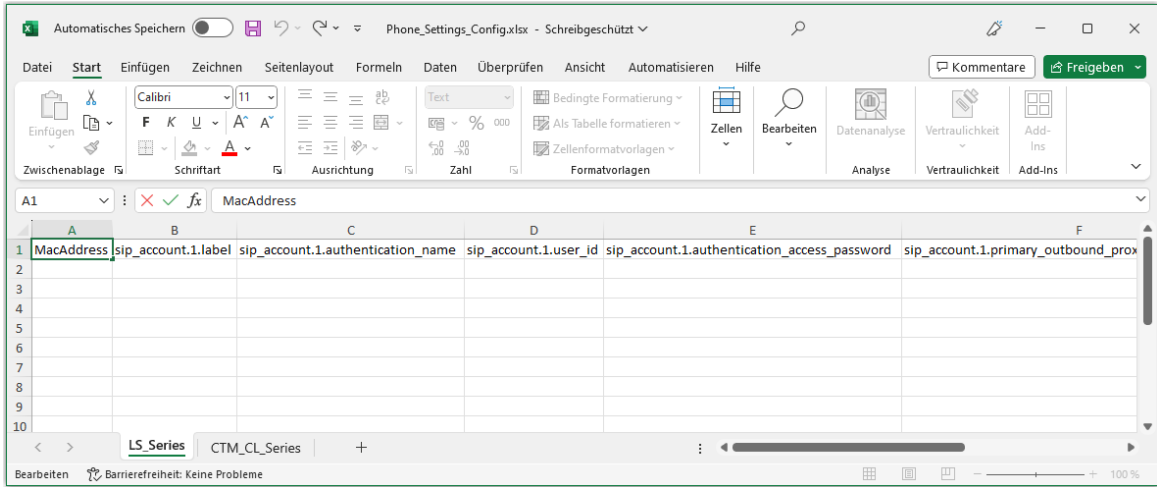 Automatisches Speichern Phone_Settings_Config.xlsx - Schreibgeschützt
Datei Start Einfügen Zeichnen Seitenlayout Formeln Daten Überprüfen Ansicht Automatisieren Hilfe Kommentare Freigeben
Einfügen
Zwischenablage
Calibri 11 A^ A˅
F K U
A
Schriftart
ab
Ausrichtung
Text
% 000
Zahl
Bedingte Formatierung
Als Tabelle formatieren
Zellenformatvorlagen
Formatvorlagen
Zellen
Bearbeiten
Datenanalyse
Analyse
Vertraulichkeit
Vertraulichkeit
Add-
Ins
Add-Ins
A1 fx MacAddress
A B C D E F
1 MacAddress sip_account.1.label sip_account.1.authentication_name sip_account.1.user_id sip_account.1.authentication_access_password sip_account.1.primary_outbound_prox
2
3
4
5
6
7
8
9
10
LS_Series CTM_CL_Series
Bearbeiten Barrierefreiheit: Keine Probleme 100 %